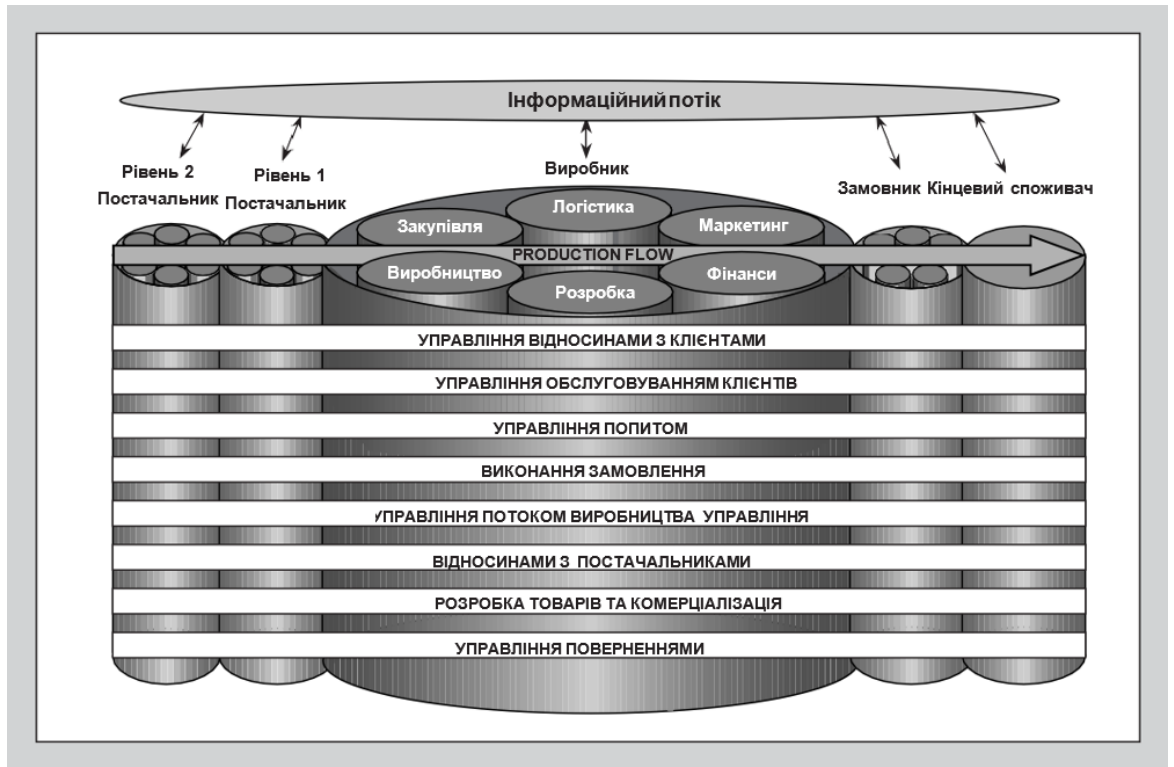 Інформаційний потік
Рівень 2
Постачальник
Рівень 1
Постачальник
Виробник
Замовник Кінцевий споживач
Логістика
Закупівля
Маркетинг
PRODUCTION FLOW
Виробництво
Фінанси
Розробка
УПРАВЛІННЯ ВІДНОСИНАМИ З КЛІЄНТАМИ
УПРАВЛІННЯ ОБСЛУГОВУВАННЯМ КЛІЄНТІВ
УПРАВЛІННЯ ПОПИТОМ
ВИКОНАННЯ ЗАМОВЛЕННЯ
УПРАВЛІННЯ ПОТОКОМ ВИРОБНИЦТВА УПРАВЛІННЯ
ВІДНОСИНАМИ З ПОСТАЧАЛЬНИКАМИ
РОЗРОБКА ТОВАРІВ ТА КОМЕРЦІАЛІЗАЦІЯ
УПРАВЛІННЯ ПОВЕРНЕННЯМИ